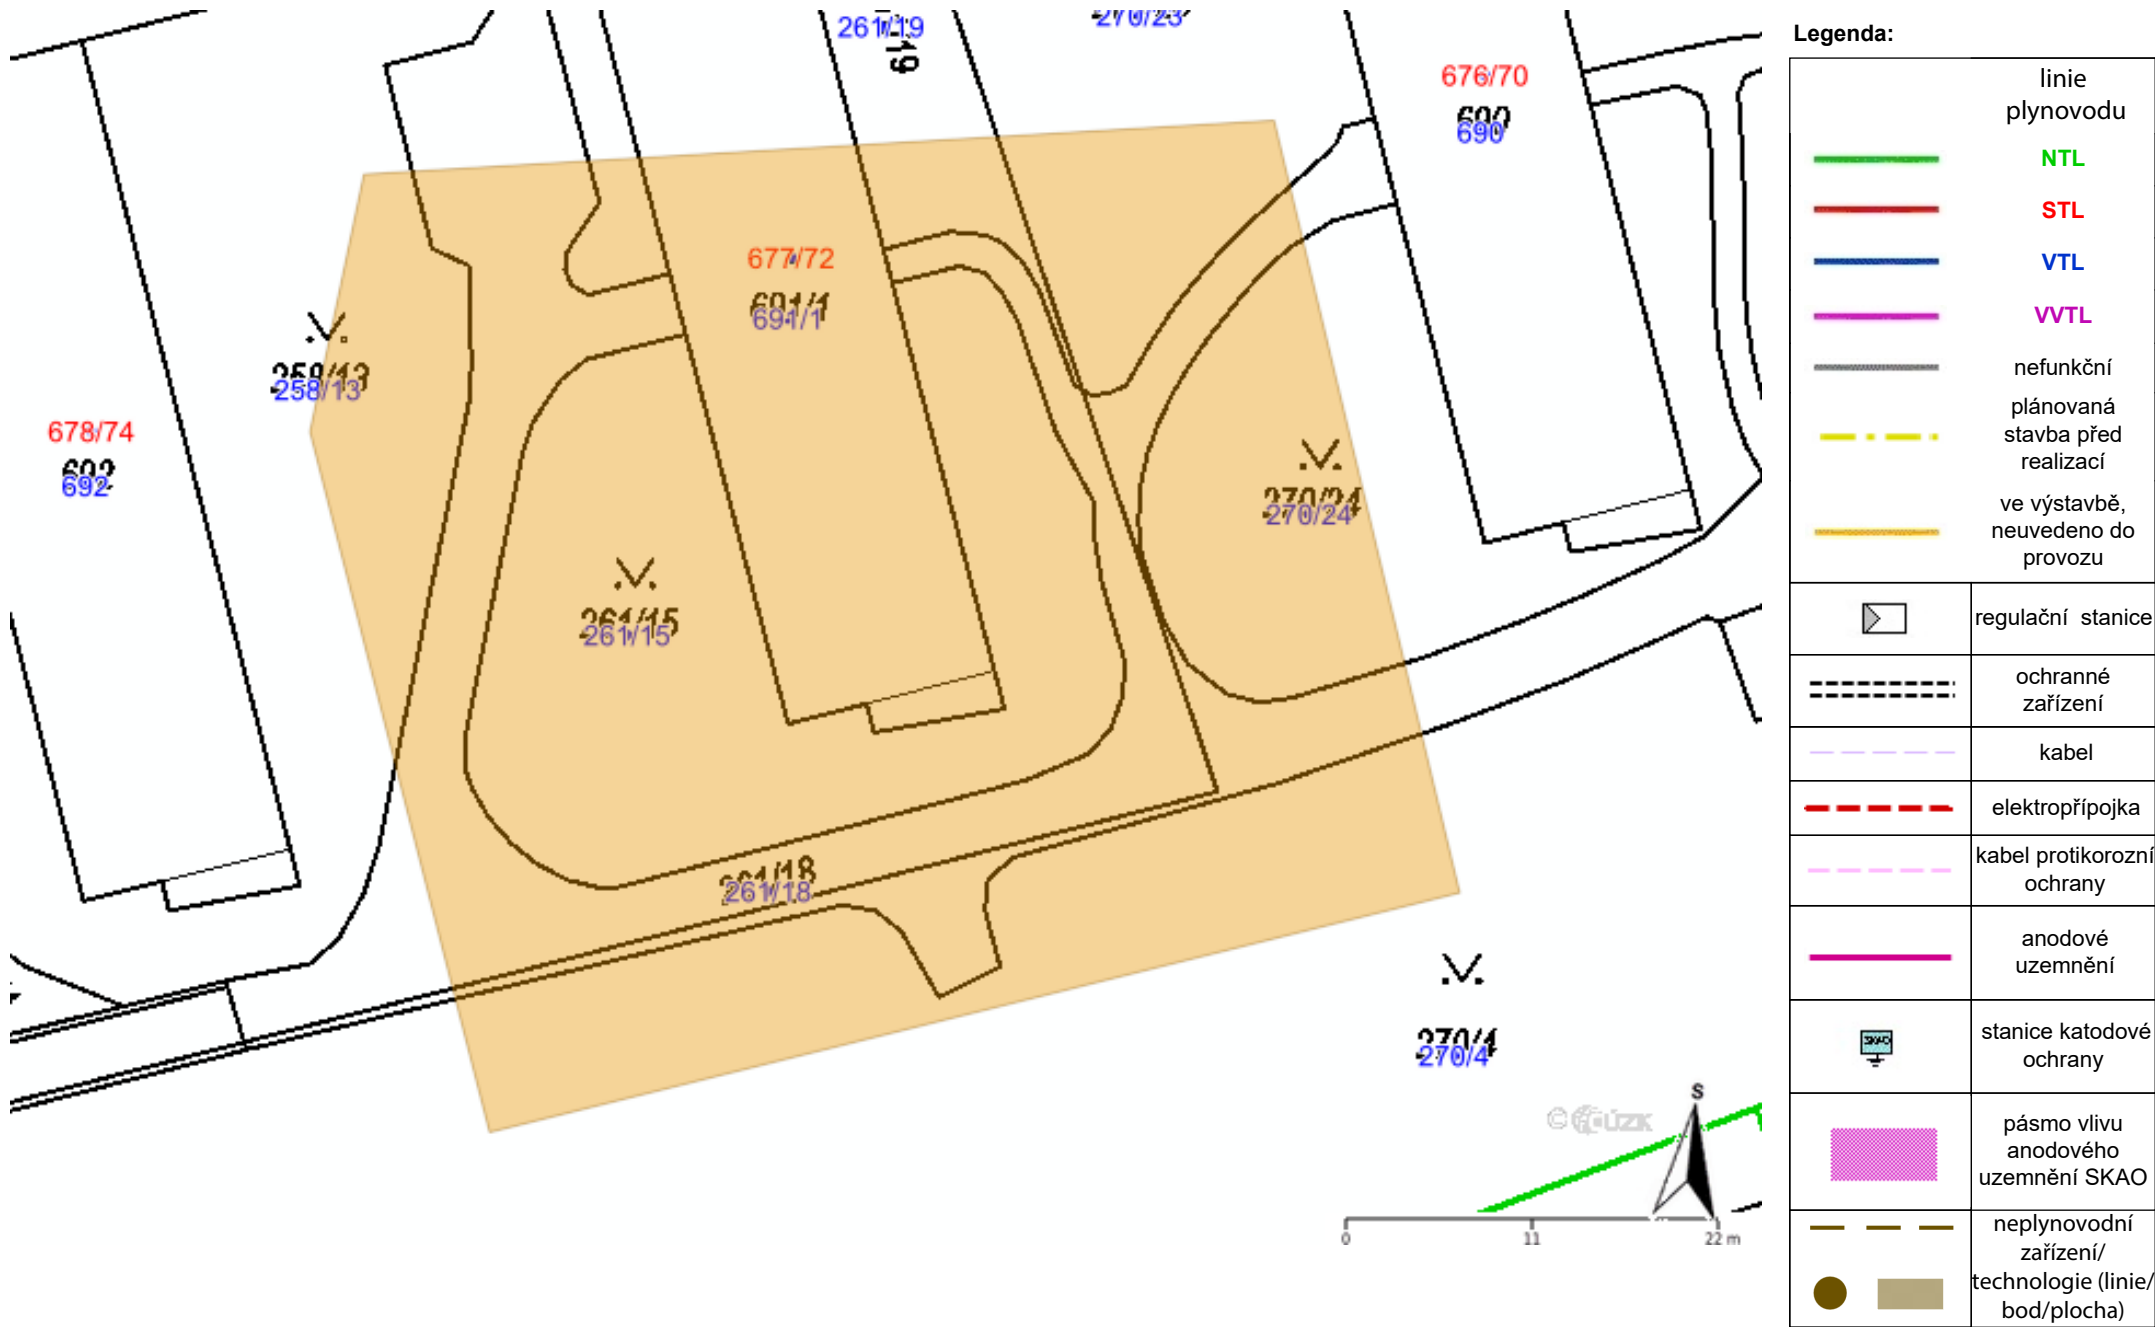 261/19
270/23
676/70
690
690
677/72
691/1
691/1
258/13
258/13
678/74
692
692
270/24
270/24
261/15
261/15
261/18
261/18
270/4
270/4
S
0 11 22 m
Legenda:
linie
plynovodu
NTL
STL
VTL
VVTL
nefunkční
plánovaná
stavba před
realizací
ve výstavbě,
neuvedeno do
provozu
regulační stanice
ochranné
zařízení
kabel
elektropřípojka
kabel protikorozní
ochrany
anodové
uzemnění
SKAO
stanice katodové
ochrany
pásmo vlivu
anodového
uzemnění SKAO
neplynovodní
zařízení/
technologie (linie/
bod/plocha)